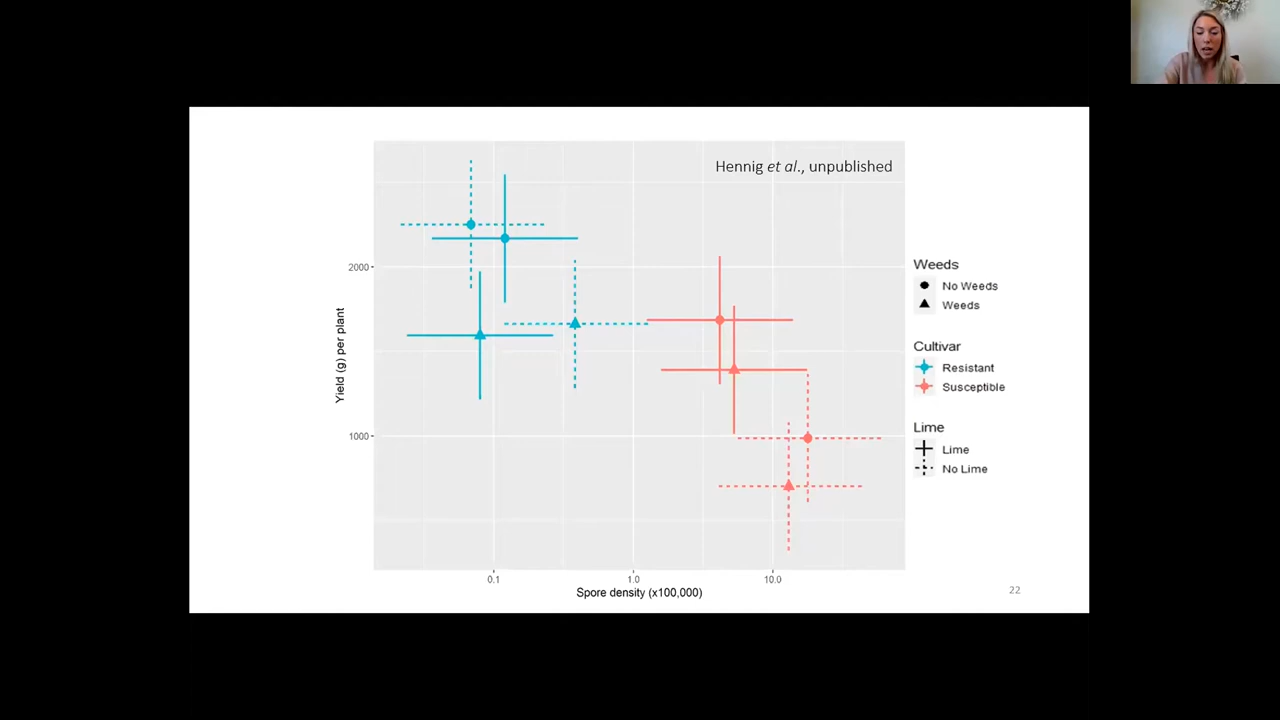 Hennig et al., unpublished
Yield (g) per plant
2000
1000
0.1
1.0
10.0
Spore density (x100,000)
Weeds
No Weeds
Weeds
Cultivar
Resistant
Susceptible
Lime
Lime
No Lime
22